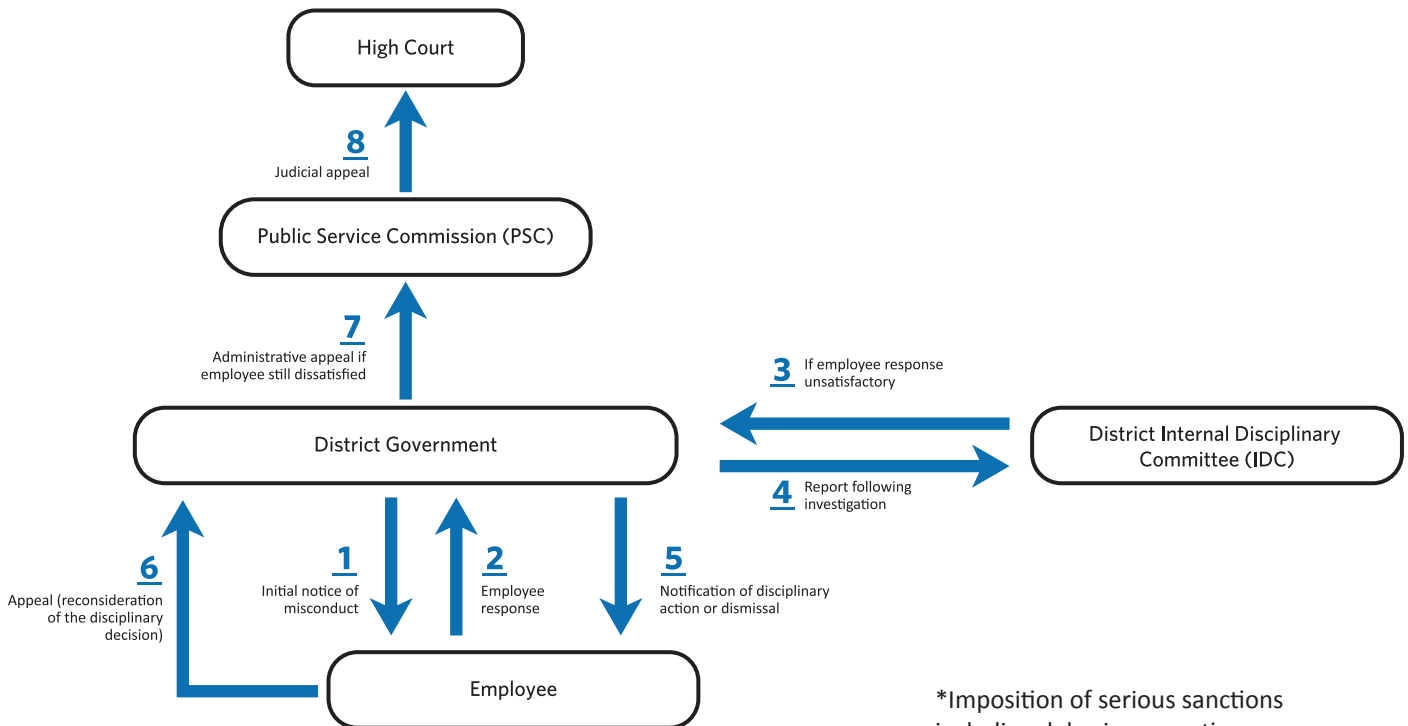 High Court
8
Judicial appeal
Public Service Commission (PSC)
7
Administrative appeal if
employee still dissatisfied
3
If employee response
unsatisfactory
District Government
District Internal Disciplinary
Committee (IDC)
4
Report following
investigation
6
Appeal (reconsideration
of the disciplinary
decision)
1
Initial notice of
misconduct
2
Employee
response
5
Notification of disciplinary
action or dismissal
Employee
*Imposition of serious sanctions